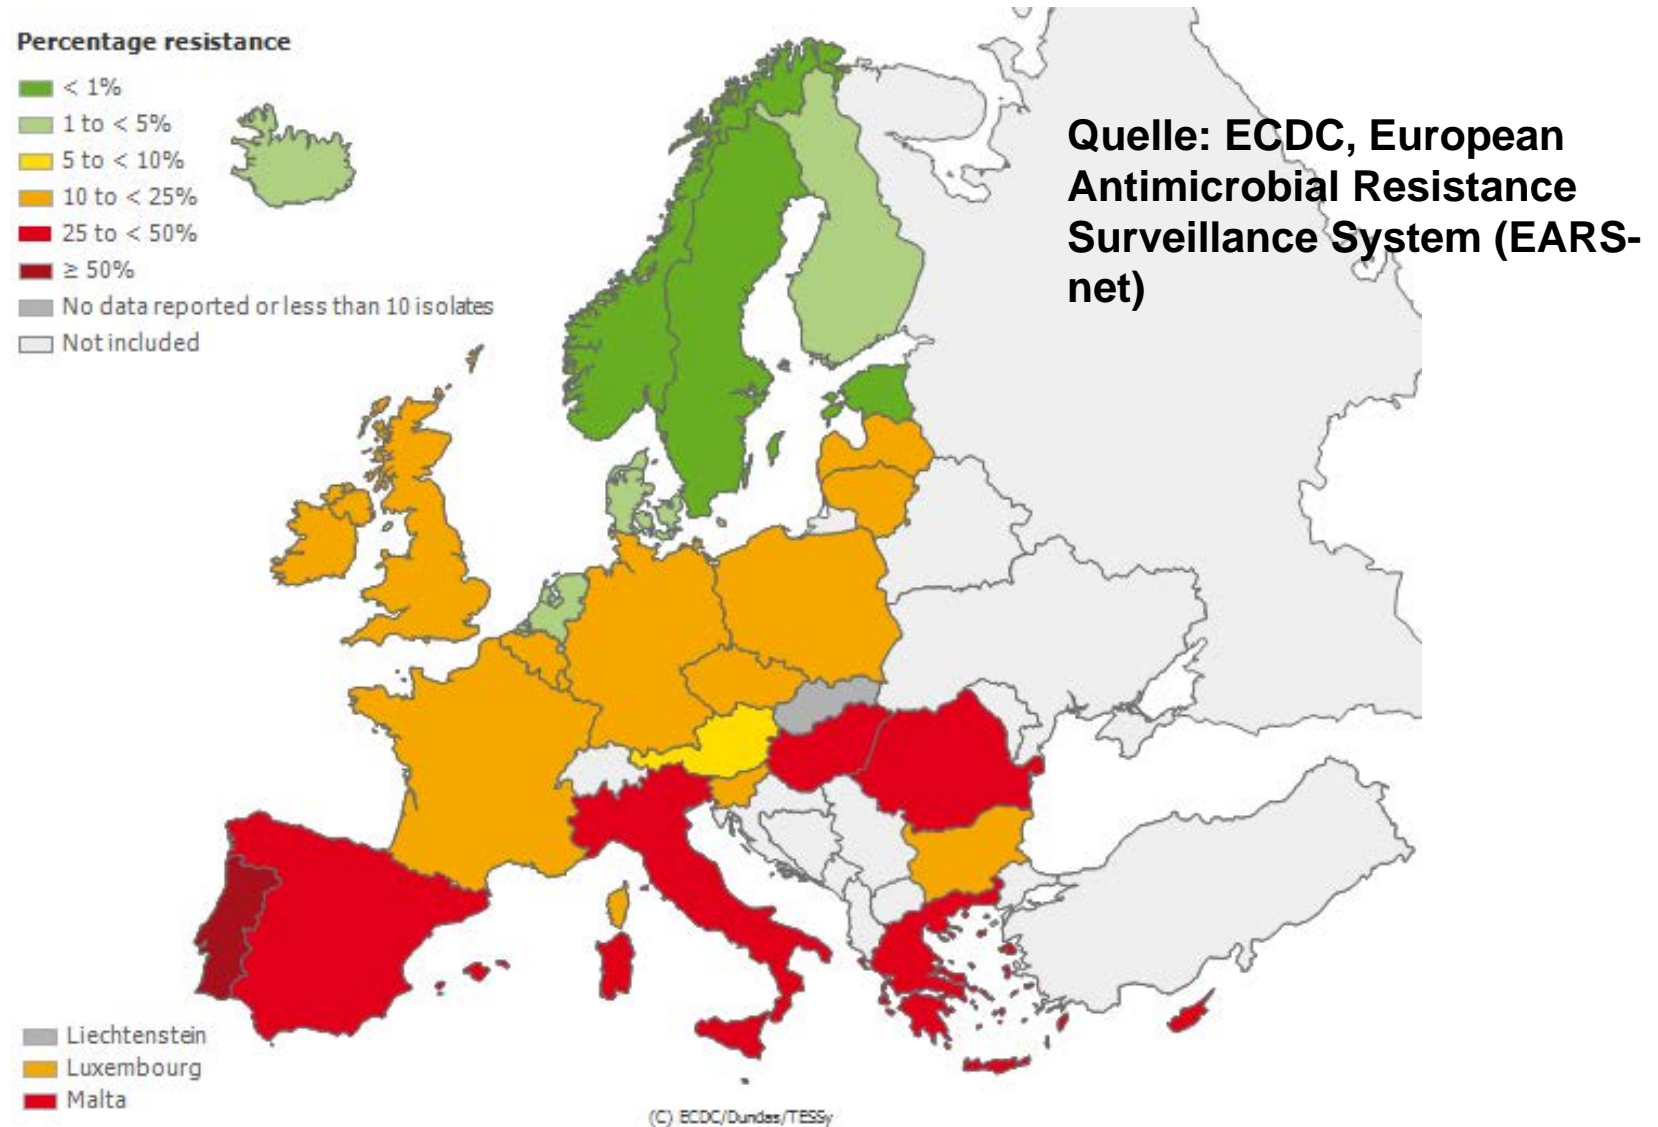 Percentage resistance
< 1%
1 to < 5%
5 to < 10%
10 to < 25%
25 to < 50%
≥ 50%
No data reported or less than 10 isolates
Not included
Quelle: ECDC, European
Antimicrobial Resistance
Surveillance System (EARS-
net)
Liechtenstein
Luxembourg
Malta
(C) ECDC/Dundas/TESSy